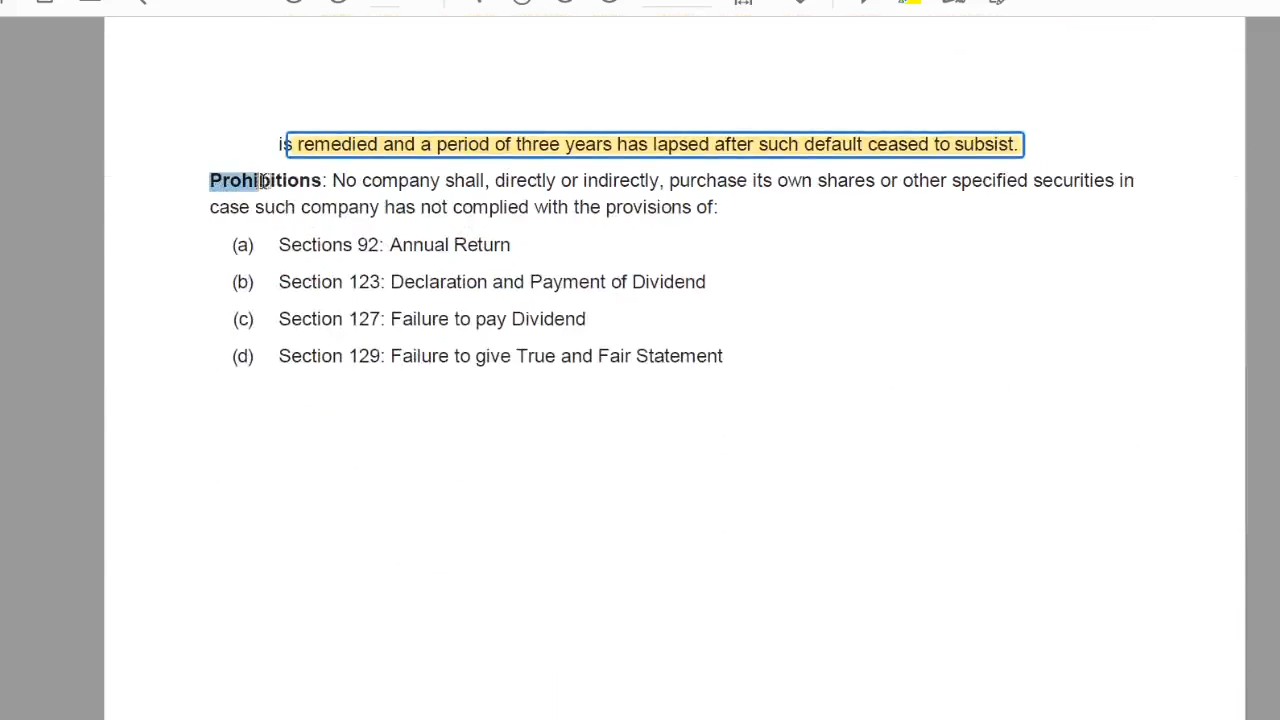 is remedied and a period of three years has lapsed after such default ceased to subsist.
Prohibitions: No company shall, directly or indirectly, purchase its own shares or other specified securities in
case such company has not complied with the provisions of:
(a) Sections 92: Annual Return
(b) Section 123: Declaration and Payment of Dividend
(c) Section 127: Failure to pay Dividend
(d) Section 129: Failure to give True and Fair Statement